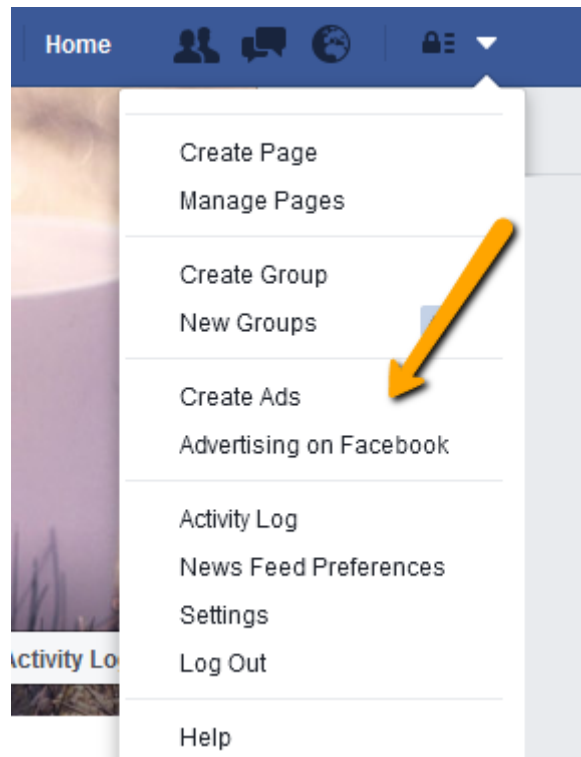 Home
Create Page
Manage Pages
Create Group
New Groups
Create Ads
Advertising on Facebook
Activity Log
News Feed Preferences
Settings
Log Out
Help